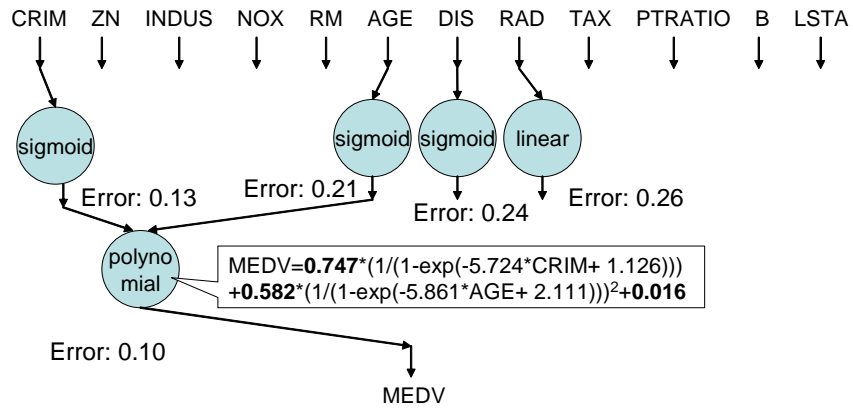 CRIM ZN INDUS NOX RM AGE DIS RAD TAX PTRATIO B LSTA
sigmoid sigmoid sigmoid linear
Error: 0.13 Error: 0.21 Error: 0.24 Error: 0.26
polyno
mial
MEDV=0.747*(1/(1-exp(-5.724*CRIM+ 1.126)))
+0.582*(1/(1-exp(-5.861*AGE+ 2.111)))²+0.016
Error: 0.10
MEDV